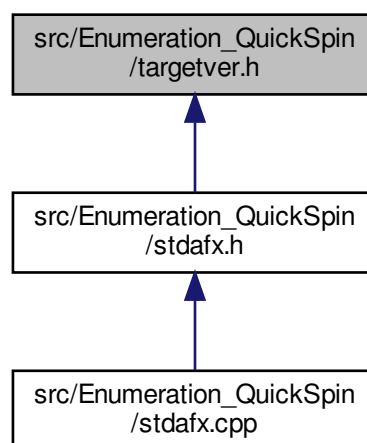 src/Enumeration_QuickSpin
/targetver.h
src/Enumeration_QuickSpin
/stdafx.h
src/Enumeration_QuickSpin
/stdafx.cpp